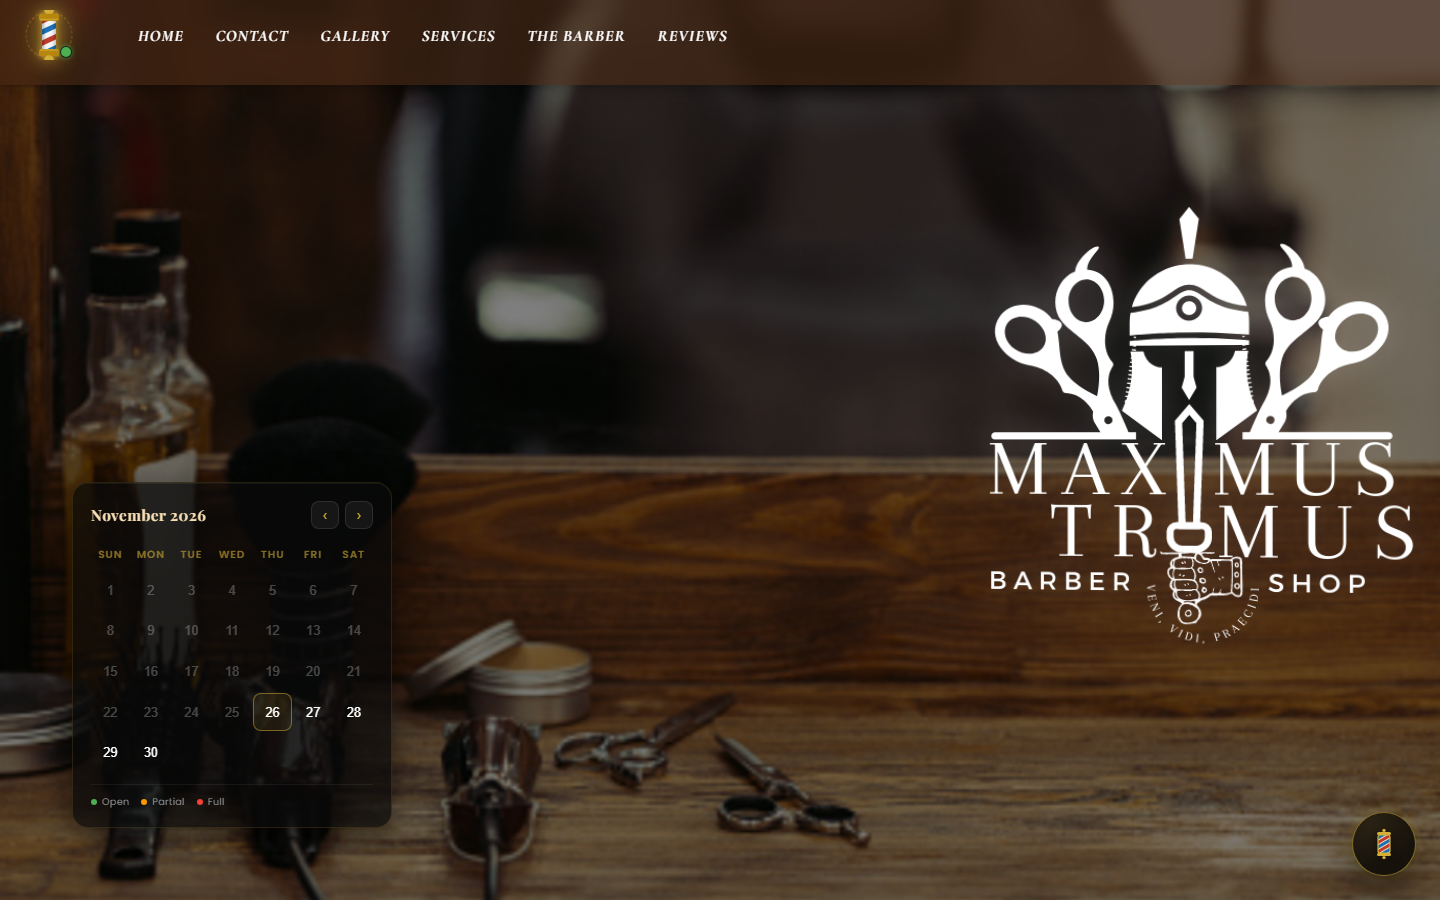 HOME CONTACT GALLERY SERVICES THE BARBER REVIEWS
MAXIMUS
TRIMUS
BARBER SHOP
VENI, VIDI, PRAECIDI
November 2026 ‹ ›
SUN MON TUE WED THU FRI SAT
1 2 3 4 5 6 7
8 9 10 11 12 13 14
15 16 17 18 19 20 21
22 23 24 25 26 27 28
29 30
Open Partial Full